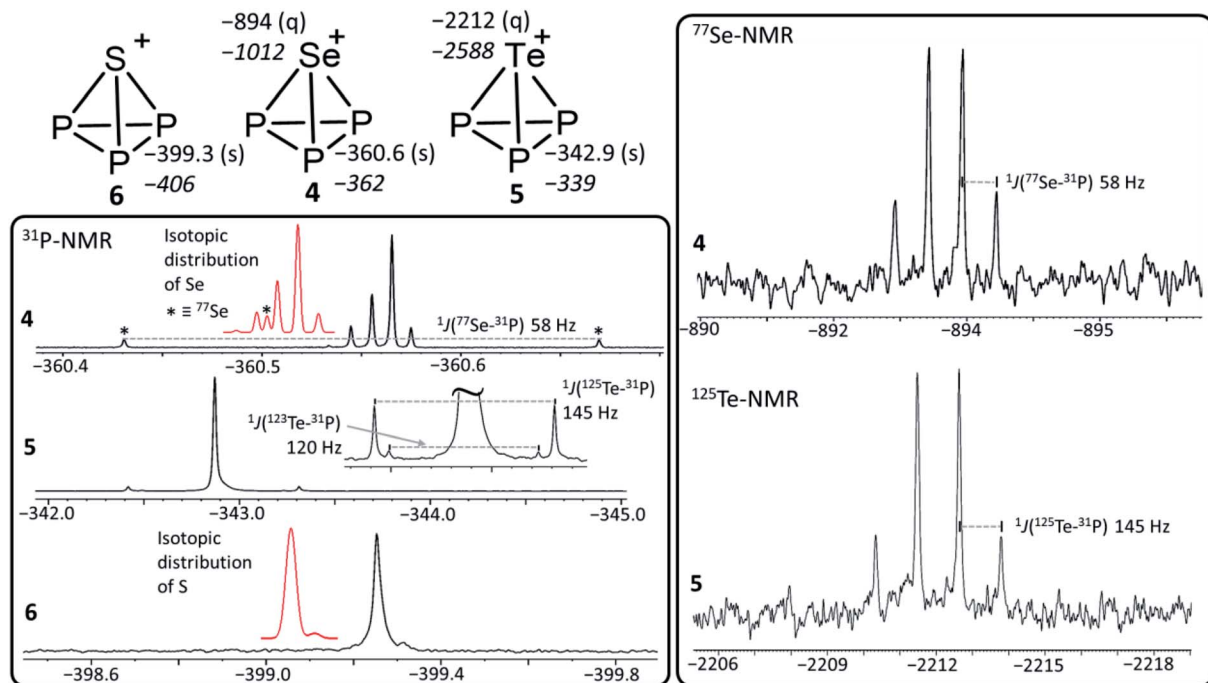 −894 (q)
−2212 (q)
−1012
−2588
S +
Se +
Te +
P P
P P
P P
P
P
P
−399.3 (s)
−360.6 (s)
−342.9 (s)
−406
−362
−339
6
4
5
³¹P-NMR
Isotopic
distribution
of Se
* ≡ ⁷⁷Se
* *
4
¹J(⁷⁷Se-³¹P) 58 Hz
−360.4 −360.5 −360.6
¹J(¹²⁵Te-³¹P)
145 Hz
¹J(¹²³Te-³¹P)
120 Hz
5
−342.0 −343.0 −344.0 −345.0
Isotopic
distribution
of S
6
−398.6 −399.0 −399.4 −399.8
⁷⁷Se-NMR
¹J(⁷⁷Se-³¹P) 58 Hz
4
−890 −892 −894 −895
¹²⁵Te-NMR
¹J(¹²⁵Te-³¹P) 145 Hz
5
−2206 −2209 −2212 −2215 −2218